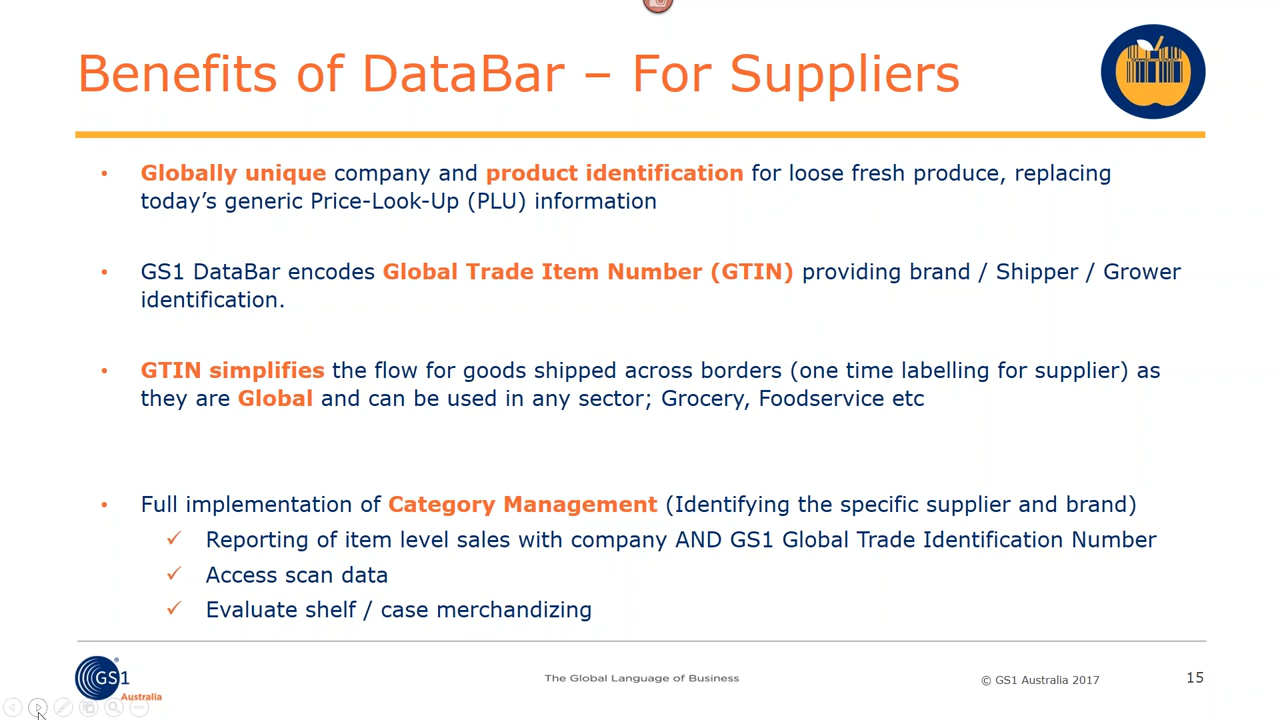 Benefits of DataBar – For Suppliers
• Globally unique company and product identification for loose fresh produce, replacing
today's generic Price-Look-Up (PLU) information
• GS1 DataBar encodes Global Trade Item Number (GTIN) providing brand / Shipper / Grower
identification.
• GTIN simplifies the flow for goods shipped across borders (one time labelling for supplier) as
they are Global and can be used in any sector; Grocery, Foodservice etc
• Full implementation of Category Management (Identifying the specific supplier and brand)
✓ Reporting of item level sales with company AND GS1 Global Trade Identification Number
✓ Access scan data
✓ Evaluate shelf / case merchandizing
GS1 ®
Australia
The Global Language of Business
© GS1 Australia 2017
15